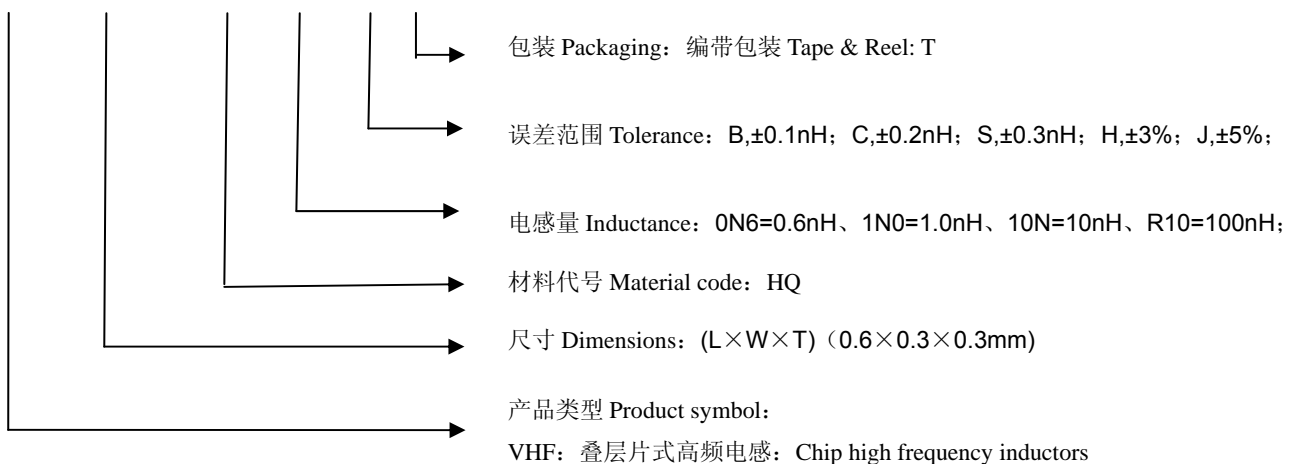 包装 Packaging：编带包装 Tape & Reel: T
误差范围 Tolerance：B,±0.1nH；C,±0.2nH；S,±0.3nH；H,±3%；J,±5%；
电感量 Inductance：0N6=0.6nH、1N0=1.0nH、10N=10nH、R10=100nH；
材料代号 Material code：HQ
尺寸 Dimensions：(L×W×T)（0.6×0.3×0.3mm)
产品类型 Product symbol：
VHF：叠层片式高频电感：Chip high frequency inductors